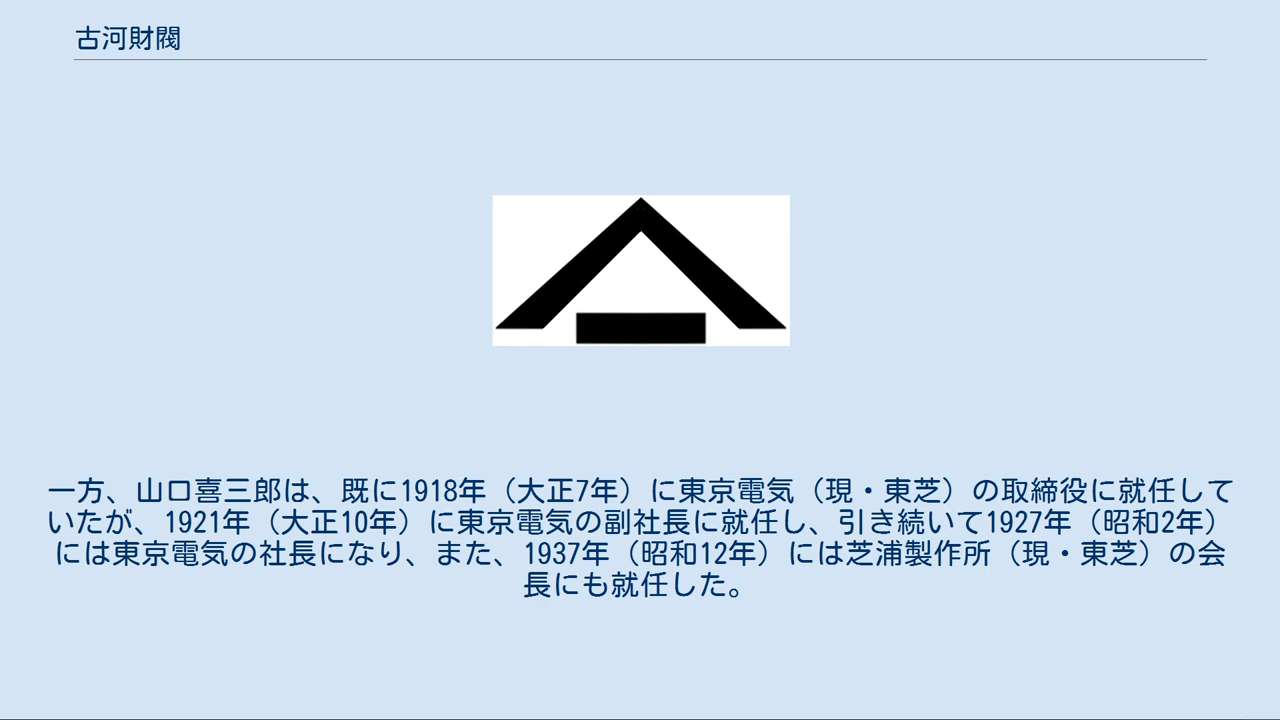 古河財閥
一方、山口喜三郎は、既に1918年（大正7年）に東京電気（現・東芝）の取締役に就任して
いたが、1921年（大正10年）に東京電気の副社長に就任し、引き続いて1927年（昭和2年）
には東京電気の社長になり、また、1937年（昭和12年）には芝浦製作所（現・東芝）の会
長にも就任した。